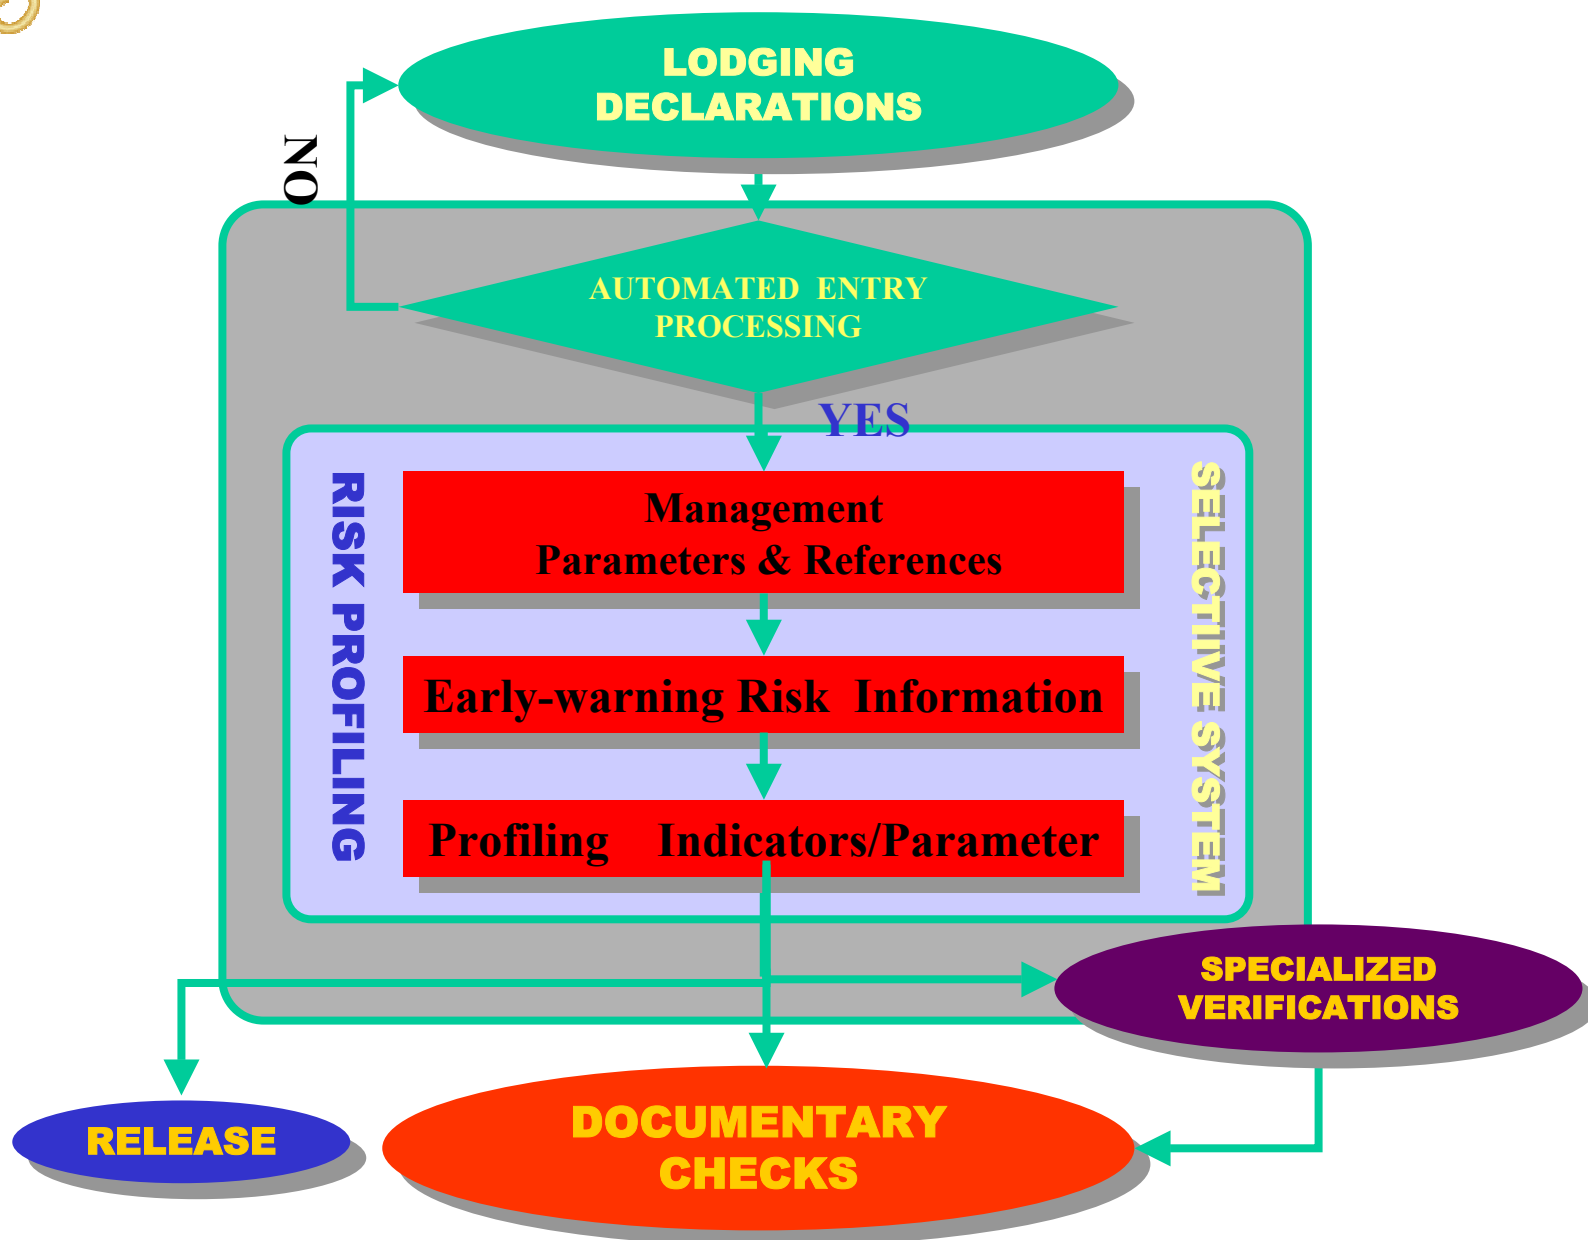 LODGING
DECLARATIONS
NO
AUTOMATED ENTRY
PROCESSING
YES
RISK PROFILING
SELECTIIVE SYSTEM
Management
Parameters & References
Early-warning Risk Information
Profiling Indicators/Parameter
SPECIALIZED
VERIFICATIONS
RELEASE
DOCUMENTARY
CHECKS